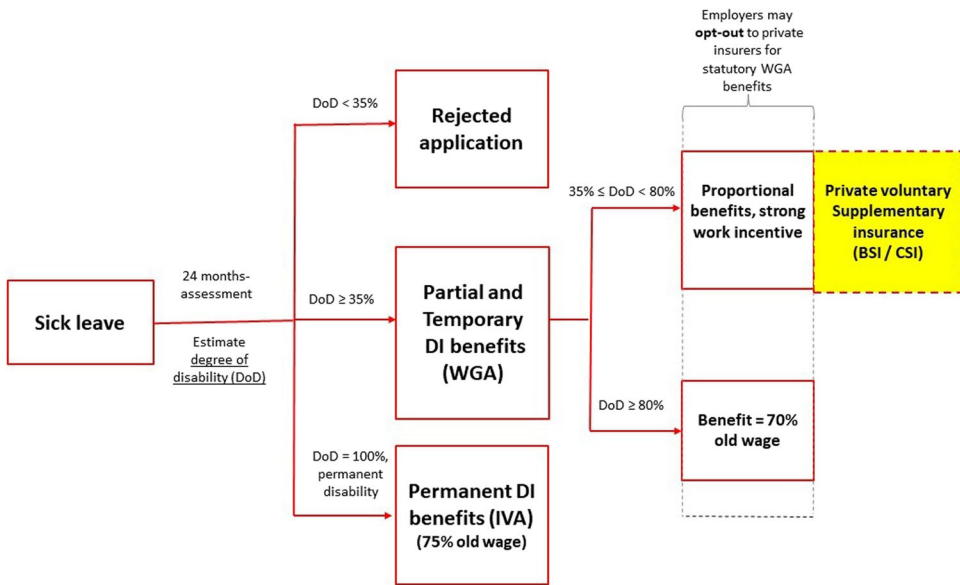 Employers may
opt-out to private
insurers for
statutory WGA
benefits
DoD < 35%
Rejected
application
35% ≤ DoD < 80%
Proportional
benefits, strong
work incentive
Private voluntary
Supplementary
insurance
(BSI / CSI)
24 months-
assessment
Sick leave
Estimate
degree of
disability (DoD)
DoD ≥ 35%
Partial and
Temporary
DI benefits
(WGA)
DoD ≥ 80%
Benefit = 70%
old wage
DoD = 100%,
permanent
disability
Permanent DI
benefits (IVA)
(75% old wage)